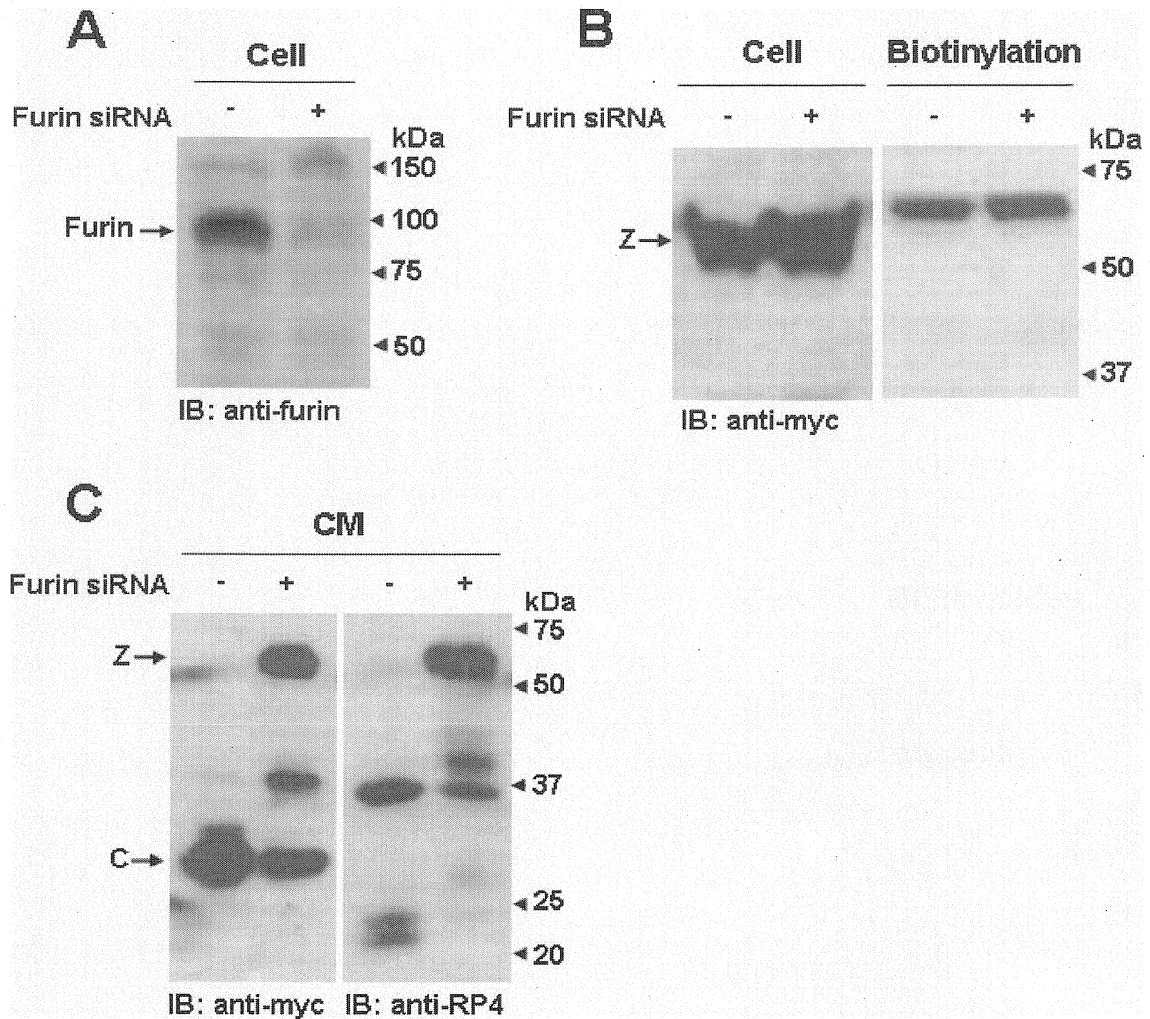 A
Cell
Furin siRNA - +
kDa
150
Furin
100
75
50
IB: anti-furin
B
Cell Biotinylation
Furin siRNA - + - +
kDa
75
Z
50
37
IB: anti-myc
C
CM
Furin siRNA - + - +
kDa
75
Z
50
37
C
25
20
IB: anti-myc IB: anti-RP4